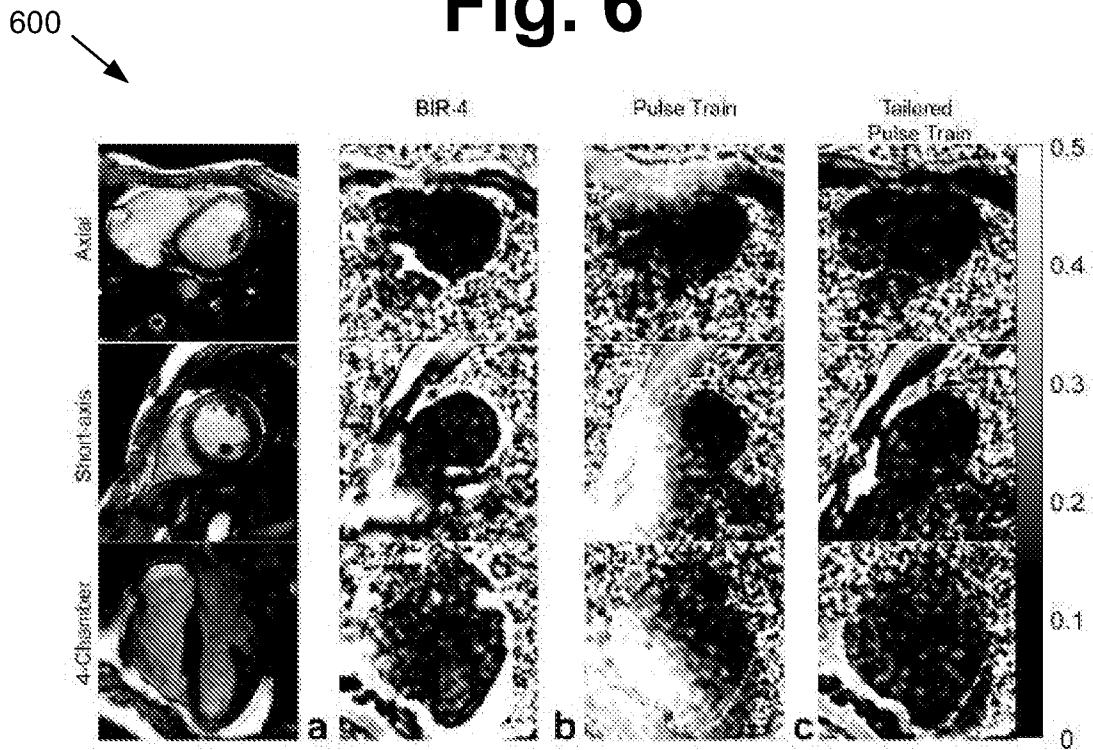 Fig. 6
600
BIR-4
Pulse Train
Tailored
Pulse Train
Axial
Short-axis
4-Chamber
a
b
c
0.5
0.4
0.3
0.2
0.1
0